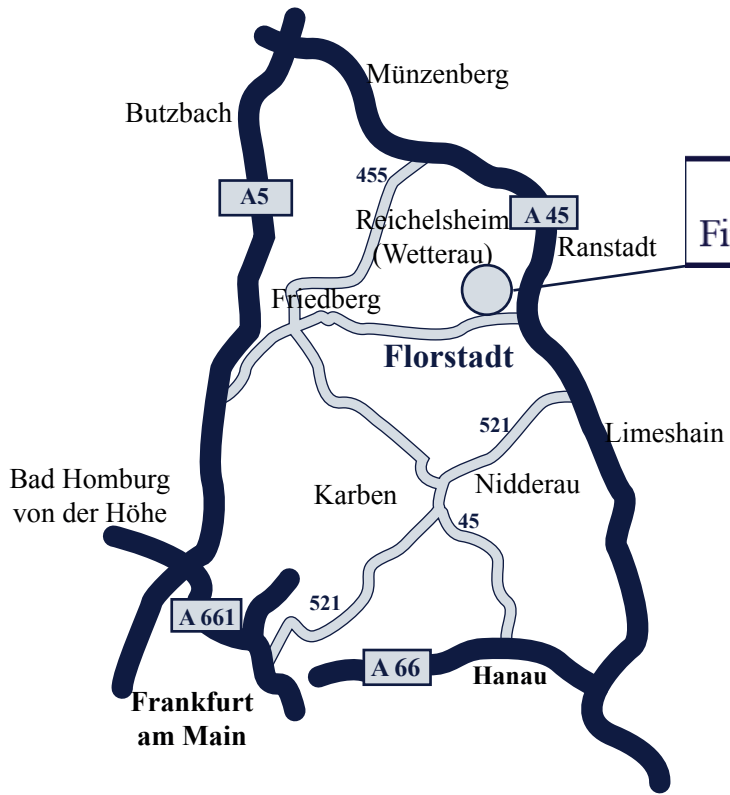 Münzenberg
Butzbach
455
A5
A 45
Reichelsheim
(Wetterau)
Ranstadt
Fi
Friedberg
Florstadt
521
Limeshain
Bad Homburg
von der Höhe
Karben
Nidderau
45
521
A 661
A 66
Hanau
Frankfurt
am Main